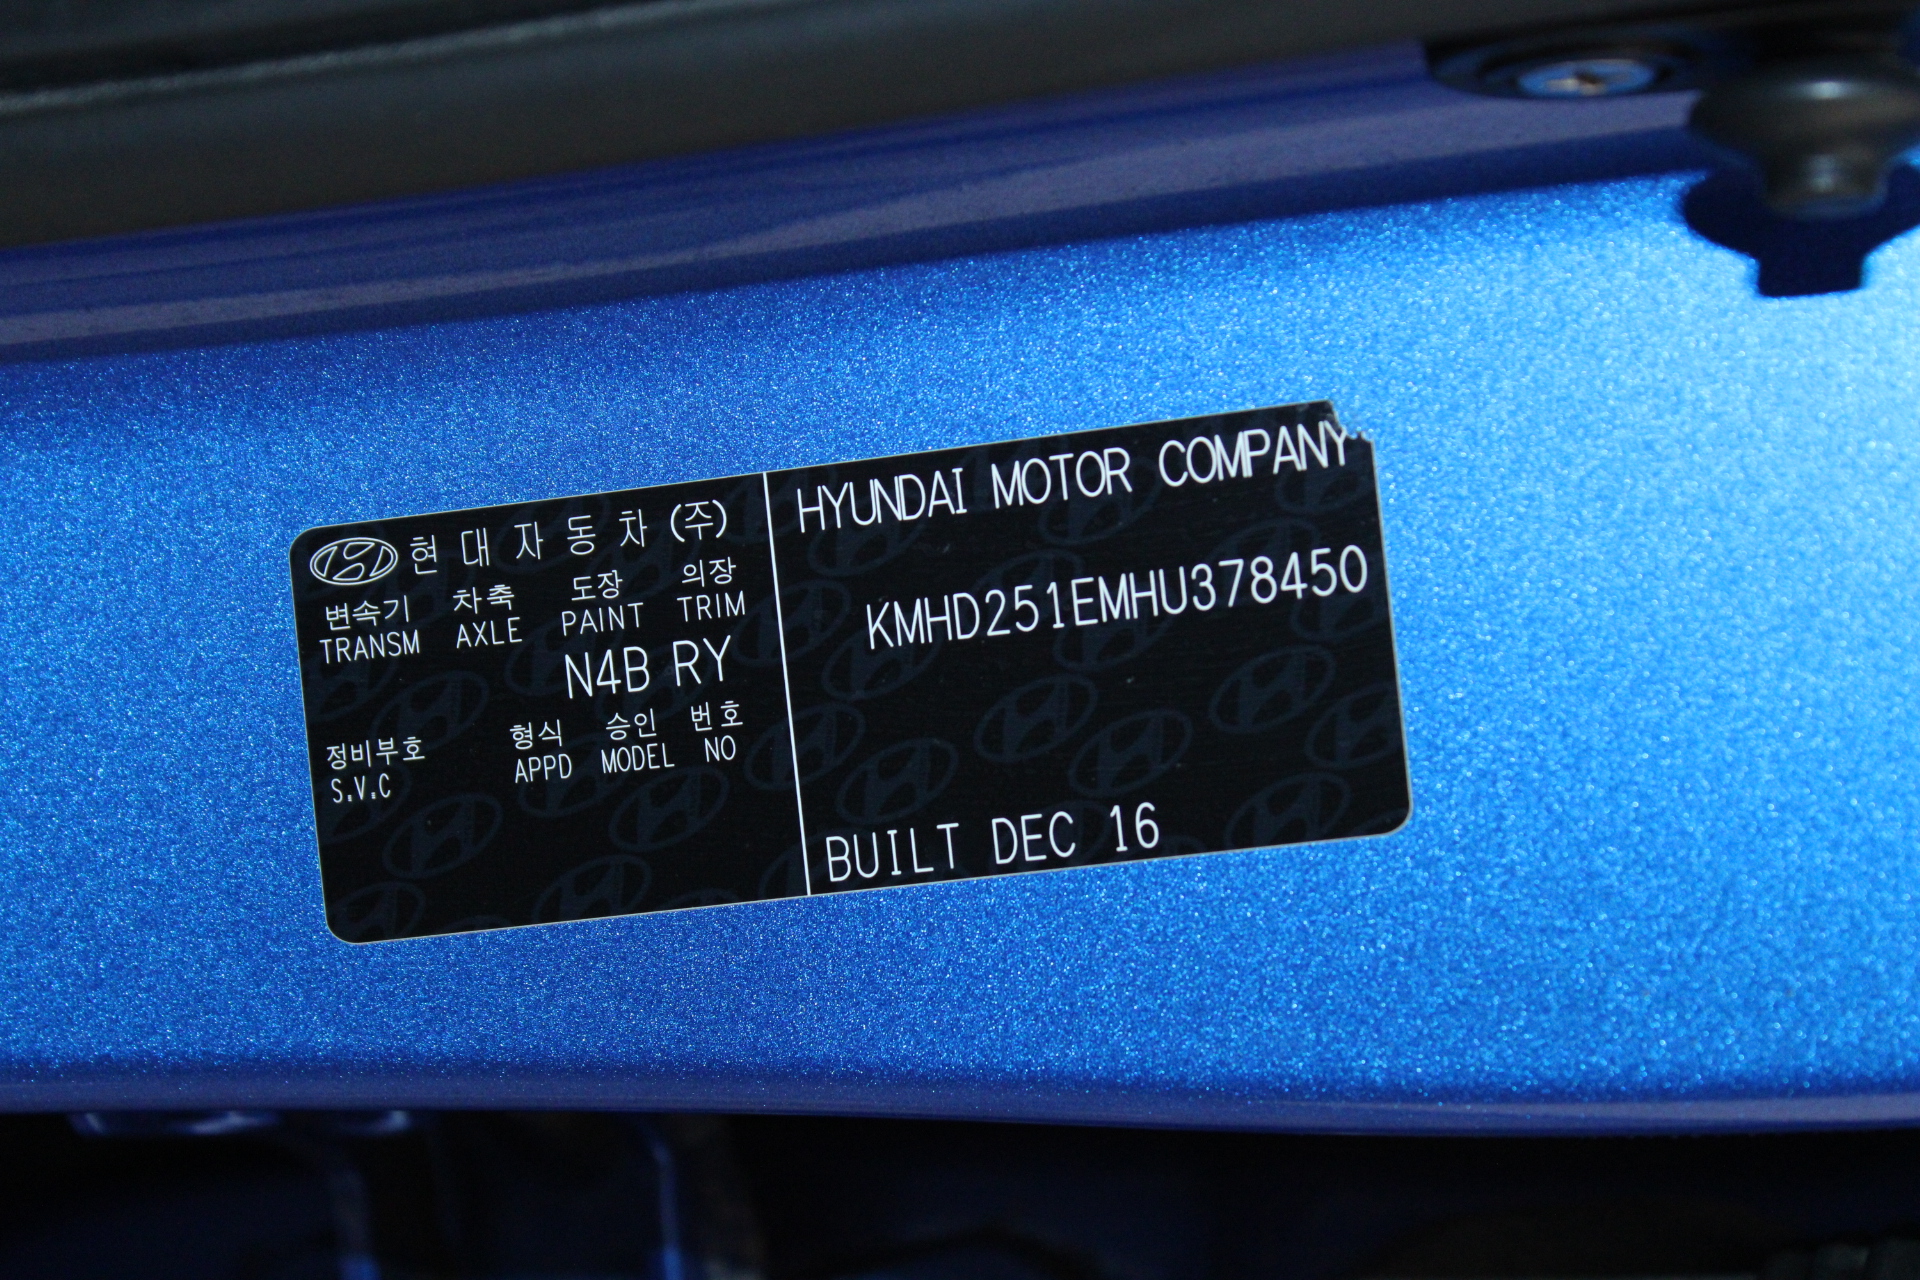 현대자동차 (주)
변속기 차축 도장 의장
TRANSM AXLE PAINT TRIM
N4B RY
정비부호 형식 승인 번호
S.V.C APPD MODEL NO
HYUNDAI MOTOR COMPANY
KMHD251EMHU378450
BUILT DEC 16